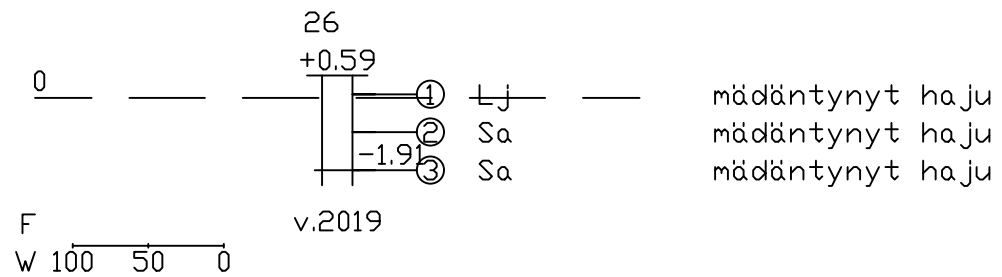 26
+0.59
0
1 Lj mädäntynyt haju
2 Sa mädäntynyt haju
-1.91
3 Sa mädäntynyt haju
v.2019
F
W 100 50 0